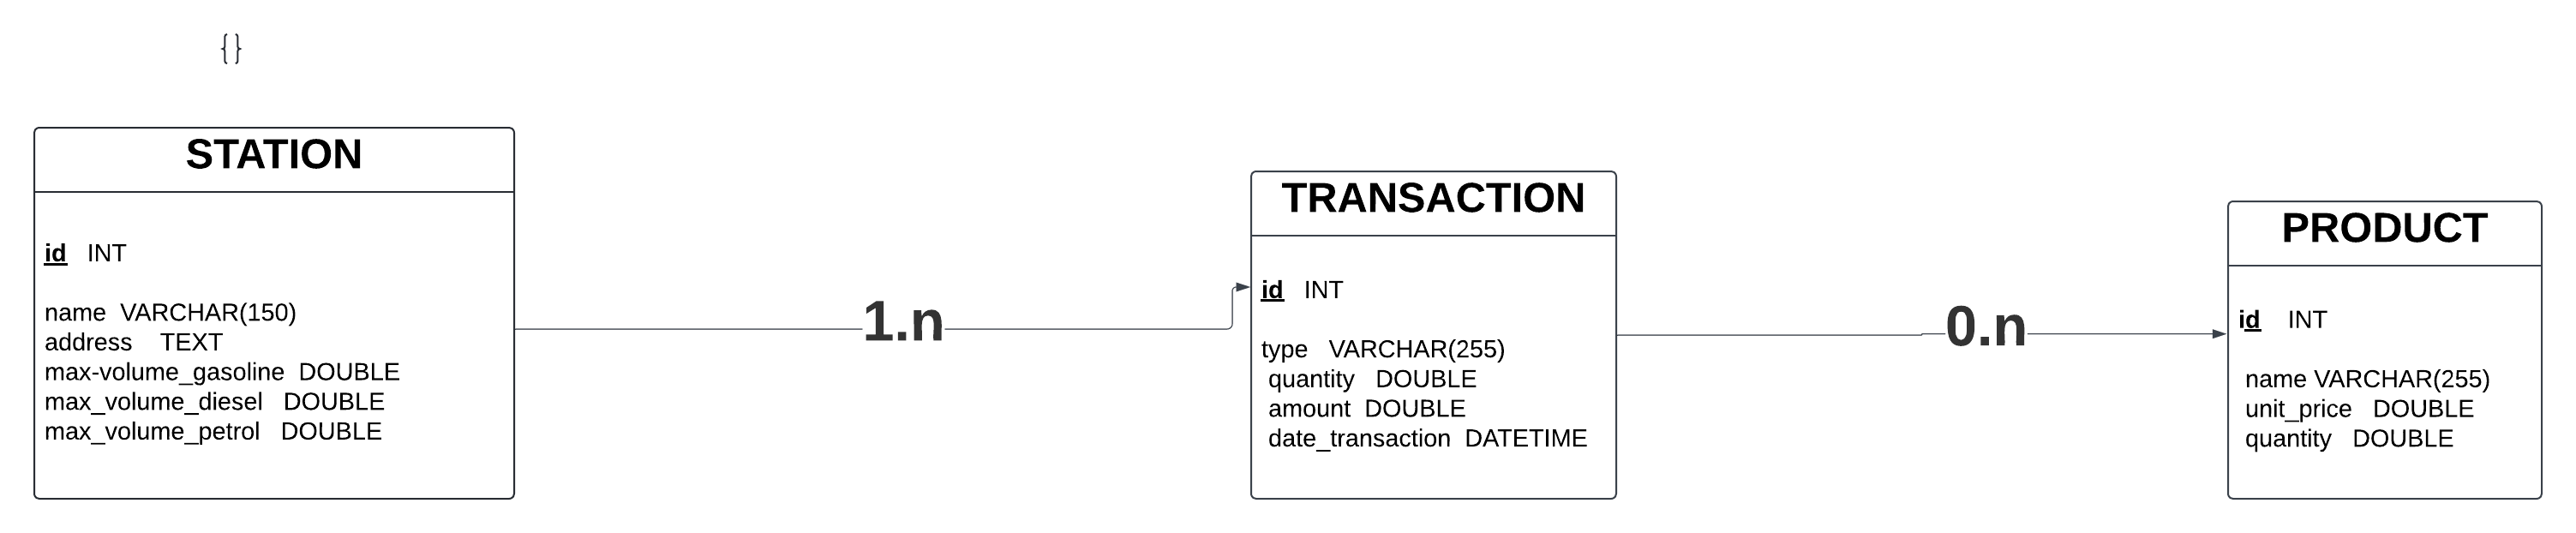 {}
STATION
id INT
name VARCHAR(150)
address TEXT
max-volume_gasoline DOUBLE
max_volume_diesel DOUBLE
max_volume_petrol DOUBLE
1.n
TRANSACTION
id INT
type VARCHAR(255)
quantity DOUBLE
amount DOUBLE
date_transaction DATETIME
0.n
PRODUCT
id INT
name VARCHAR(255)
unit_price DOUBLE
quantity DOUBLE